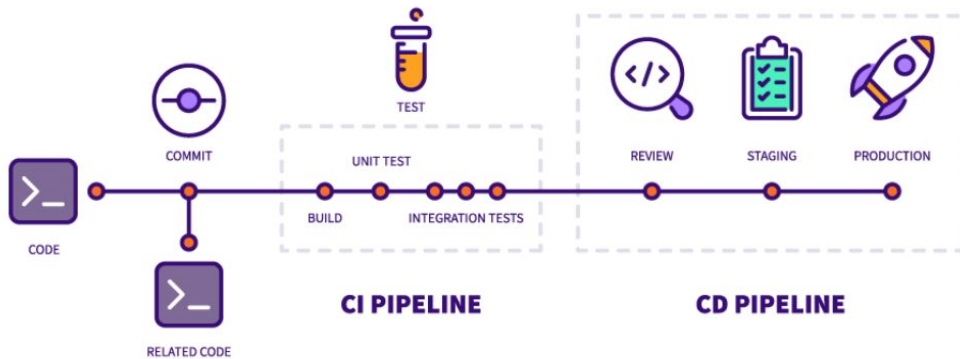 TEST
COMMIT
UNIT TEST
REVIEW
STAGING
PRODUCTION
>_
</>
BUILD
INTEGRATION TESTS
CODE
>_
RELATED CODE
CI PIPELINE
CD PIPELINE